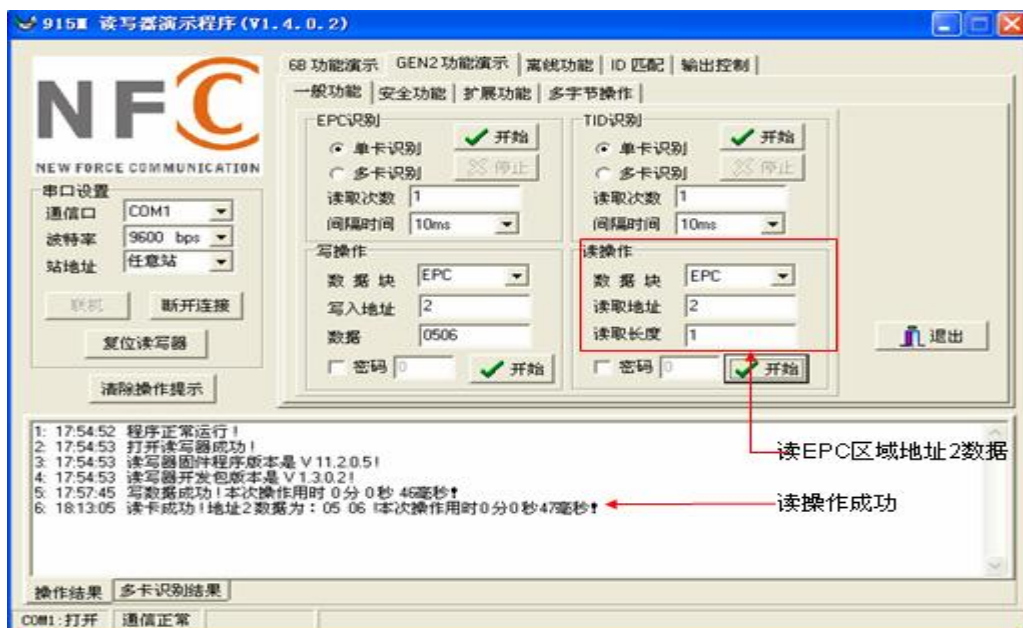 915M 读写器演示程序(V1.4.0.2)
NFC
NEW FORCE COMMUNICATION
串口设置
通信口 COM1
波特率 9600 bps
站地址 任意站
联机 断开连接
复位读写器
清除操作提示
6B 功能演示 GEN2功能演示 离线功能 ID 匹配 输出控制
一般功能 安全功能 扩展功能 多字节操作
EPC识别
单卡识别 开始
多卡识别 停止
读取次数 1
间隔时间 10ms
TID识别
单卡识别 开始
多卡识别 停止
读取次数 1
间隔时间 10ms
写操作
数 据 块 EPC
写入地址 2
数据 0506
密码 0 开始
读操作
数 据 块 EPC
读取地址 2
读取长度 1
密码 0 开始
退出
读EPC区域地址2数据
读操作成功
1: 17:54:52 程序正常运行!
2: 17:54:53 打开读写器成功!
3: 17:54:53 读写器固件程序版本是 V 11.2.0.5!
4: 17:54:53 读写器开发包版本是 V 1.3.0.2!
5: 17:57:45 写数据成功!本次操作用时 0分 0秒 46毫秒!
6: 18:13:05 读卡成功!地址2数据为:05 06 !本次操作用时0分0秒47毫秒!
操作结果 多卡识别结果
COM1:打开 通信正常